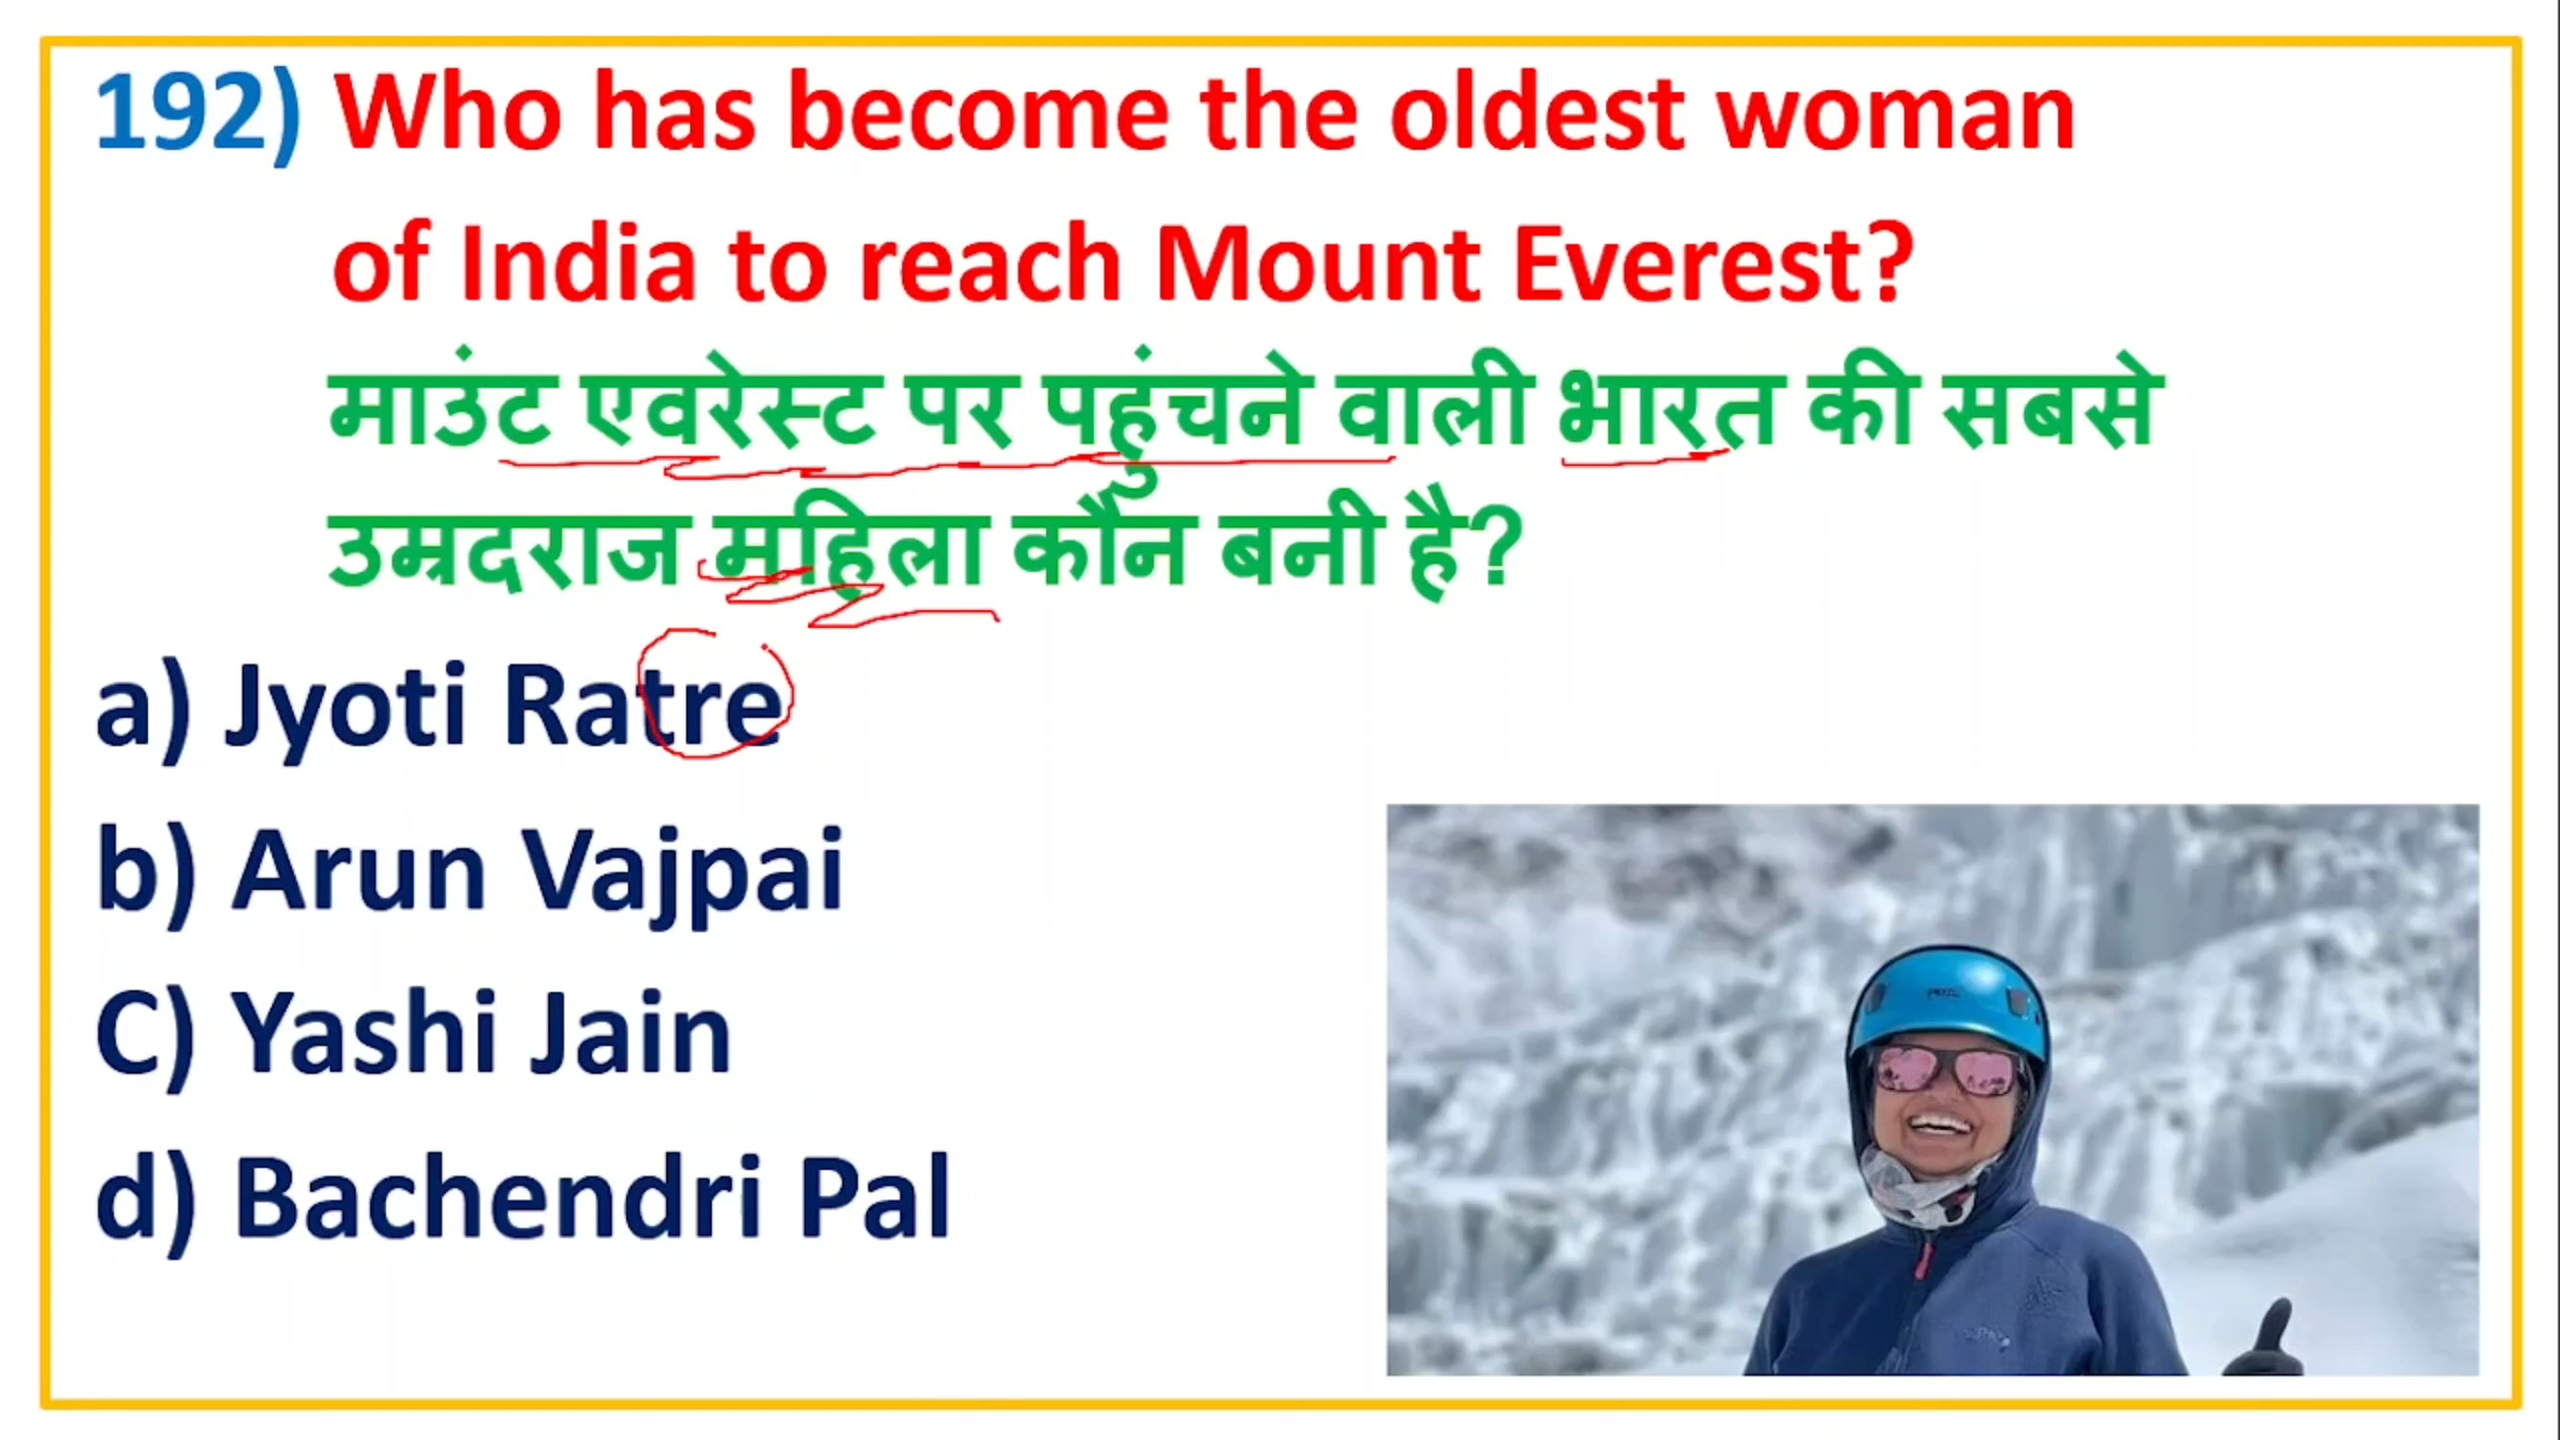 192) Who has become the oldest woman
of India to reach Mount Everest?
माउंट एवरेस्ट पर पहुंचने वाली भारत की सबसे
उम्रदराज महिला कौन बनी है?
a) Jyoti Ratre
b) Arun Vajpai
C) Yashi Jain
d) Bachendri Pal